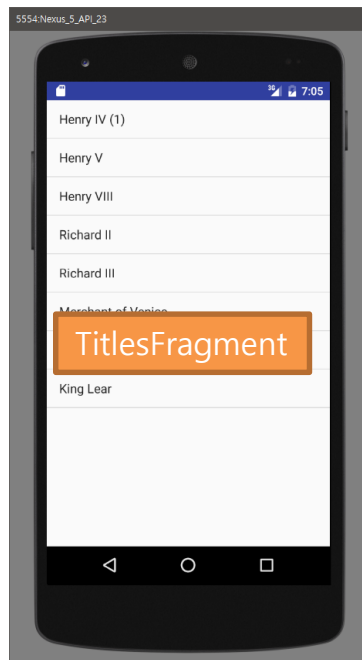 5554:Nexus_5_API_23
3G 7:05
Henry IV (1)
Henry V
Henry VIII
Richard II
Richard III
Merchant of Venice
TitlesFragment
King Lear